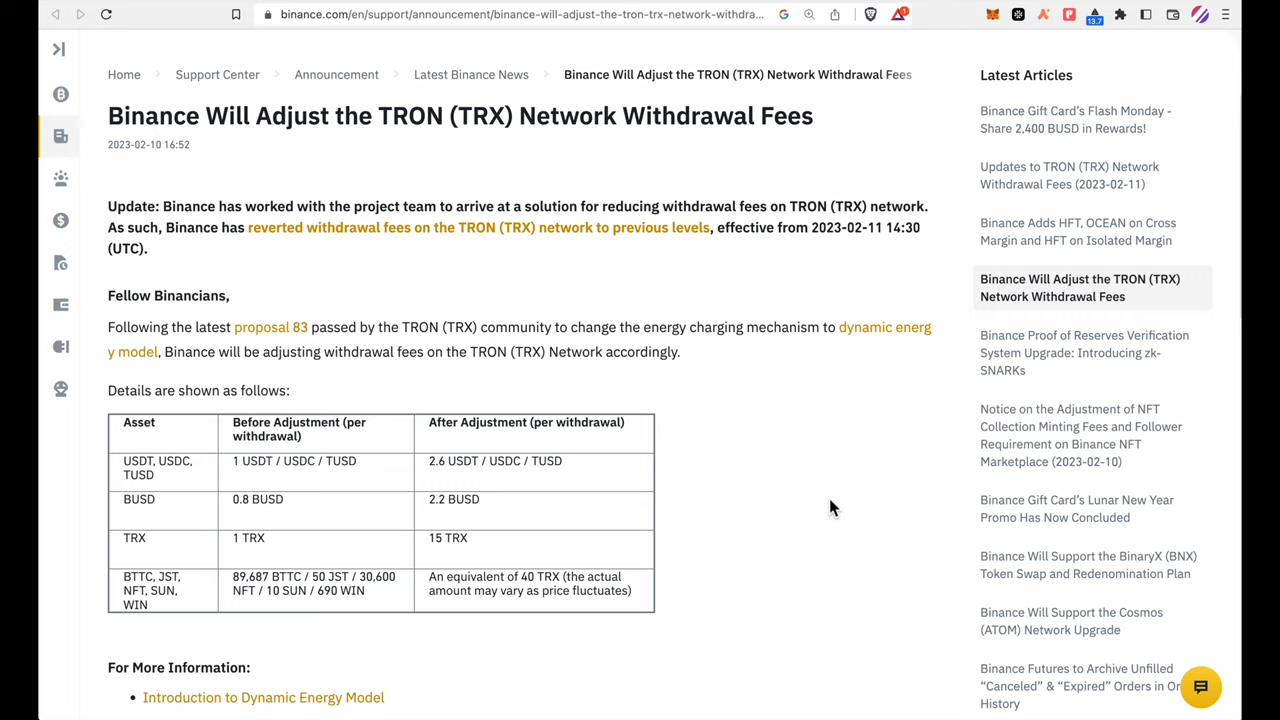 binance.com/en/support/announcement/binance-will-adjust-the-tron-trx-network-withdra...
1
13.7
Home
Support Center
Announcement
Latest Binance News
Binance Will Adjust the TRON (TRX) Network Withdrawal Fees
Binance Will Adjust the TRON (TRX) Network Withdrawal Fees
2023-02-10 16:52
Update: Binance has worked with the project team to arrive at a solution for reducing withdrawal fees on TRON (TRX) network.
As such, Binance has reverted withdrawal fees on the TRON (TRX) network to previous levels, effective from 2023-02-11 14:30
(UTC).
Fellow Binancians,
Following the latest proposal 83 passed by the TRON (TRX) community to change the energy charging mechanism to dynamic energ
y model, Binance will be adjusting withdrawal fees on the TRON (TRX) Network accordingly.
Details are shown as follows:
Asset
Before Adjustment (per
withdrawal)
After Adjustment (per withdrawal)
USDT, USDC,
TUSD
1 USDT / USDC / TUSD
2.6 USDT / USDC / TUSD
BUSD
0.8 BUSD
2.2 BUSD
TRX
1 TRX
15 TRX
BTTC, JST,
NFT, SUN,
WIN
89,687 BTTC / 50 JST / 30,600
NFT / 10 SUN / 690 WIN
An equivalent of 40 TRX (the actual
amount may vary as price fluctuates)
For More Information:
• Introduction to Dynamic Energy Model
Latest Articles
Binance Gift Card's Flash Monday -
Share 2,400 BUSD in Rewards!
Updates to TRON (TRX) Network
Withdrawal Fees (2023-02-11)
Binance Adds HFT, OCEAN on Cross
Margin and HFT on Isolated Margin
Binance Will Adjust the TRON (TRX)
Network Withdrawal Fees
Binance Proof of Reserves Verification
System Upgrade: Introducing zk-
SNARKs
Notice on the Adjustment of NFT
Collection Minting Fees and Follower
Requirement on Binance NFT
Marketplace (2023-02-10)
Binance Gift Card's Lunar New Year
Promo Has Now Concluded
Binance Will Support the BinaryX (BNX)
Token Swap and Redenomination Plan
Binance Will Support the Cosmos
(ATOM) Network Upgrade
Binance Futures to Archive Unfilled
“Canceled” & “Expired” Orders in Or
History